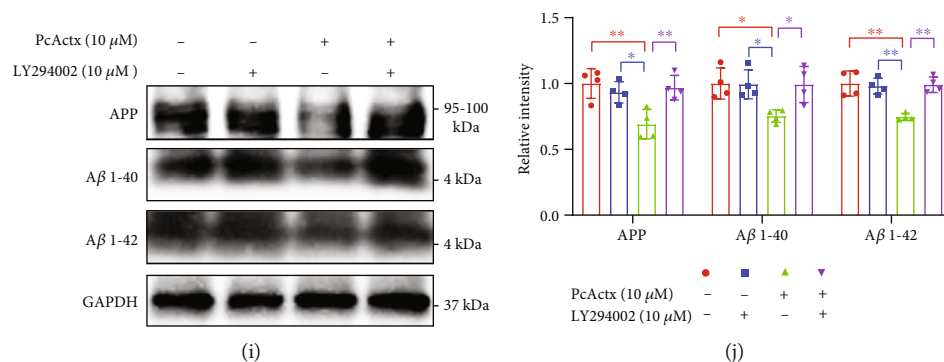 PcActx (10 μM) – – + +
LY294002 (10 μM) – + – +
APP 95-100 kDa
Aβ 1-40 4 kDa
Aβ 1-42 4 kDa
GAPDH 37 kDa
(i)
Relative intensity
1.5
1.0
0.5
0.0
** * **
* * **
** * **
APP Aβ 1-40 Aβ 1-42
PcActx (10 μM) – – + +
LY294002 (10 μM) – + – +
(j)